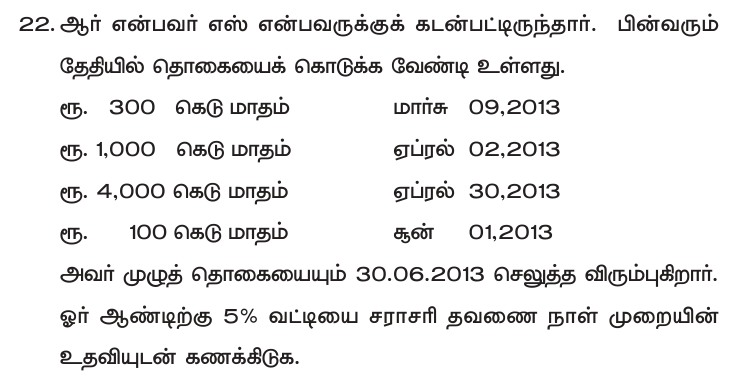 22. ஆர் என்பவர் எஸ் என்பவருக்குக் கடன்பட்டிருந்தார். பின்வரும்
தேதியில் தொகையைக் கொடுக்க வேண்டி உள்ளது.
ரூ. 300 கெடு மாதம் மார்சு 09,2013
ரூ. 1,000 கெடு மாதம் ஏப்ரல் 02,2013
ரூ. 4,000 கெடு மாதம் ஏப்ரல் 30,2013
ரூ. 100 கெடு மாதம் சூன் 01,2013
அவர் முழுத் தொகையையும் 30.06.2013 செலுத்த விரும்புகிறார்.
ஓர் ஆண்டிற்கு 5% வட்டியை சராசரி தவணை நாள் முறையின்
உதவியுடன் கணக்கிடுக.